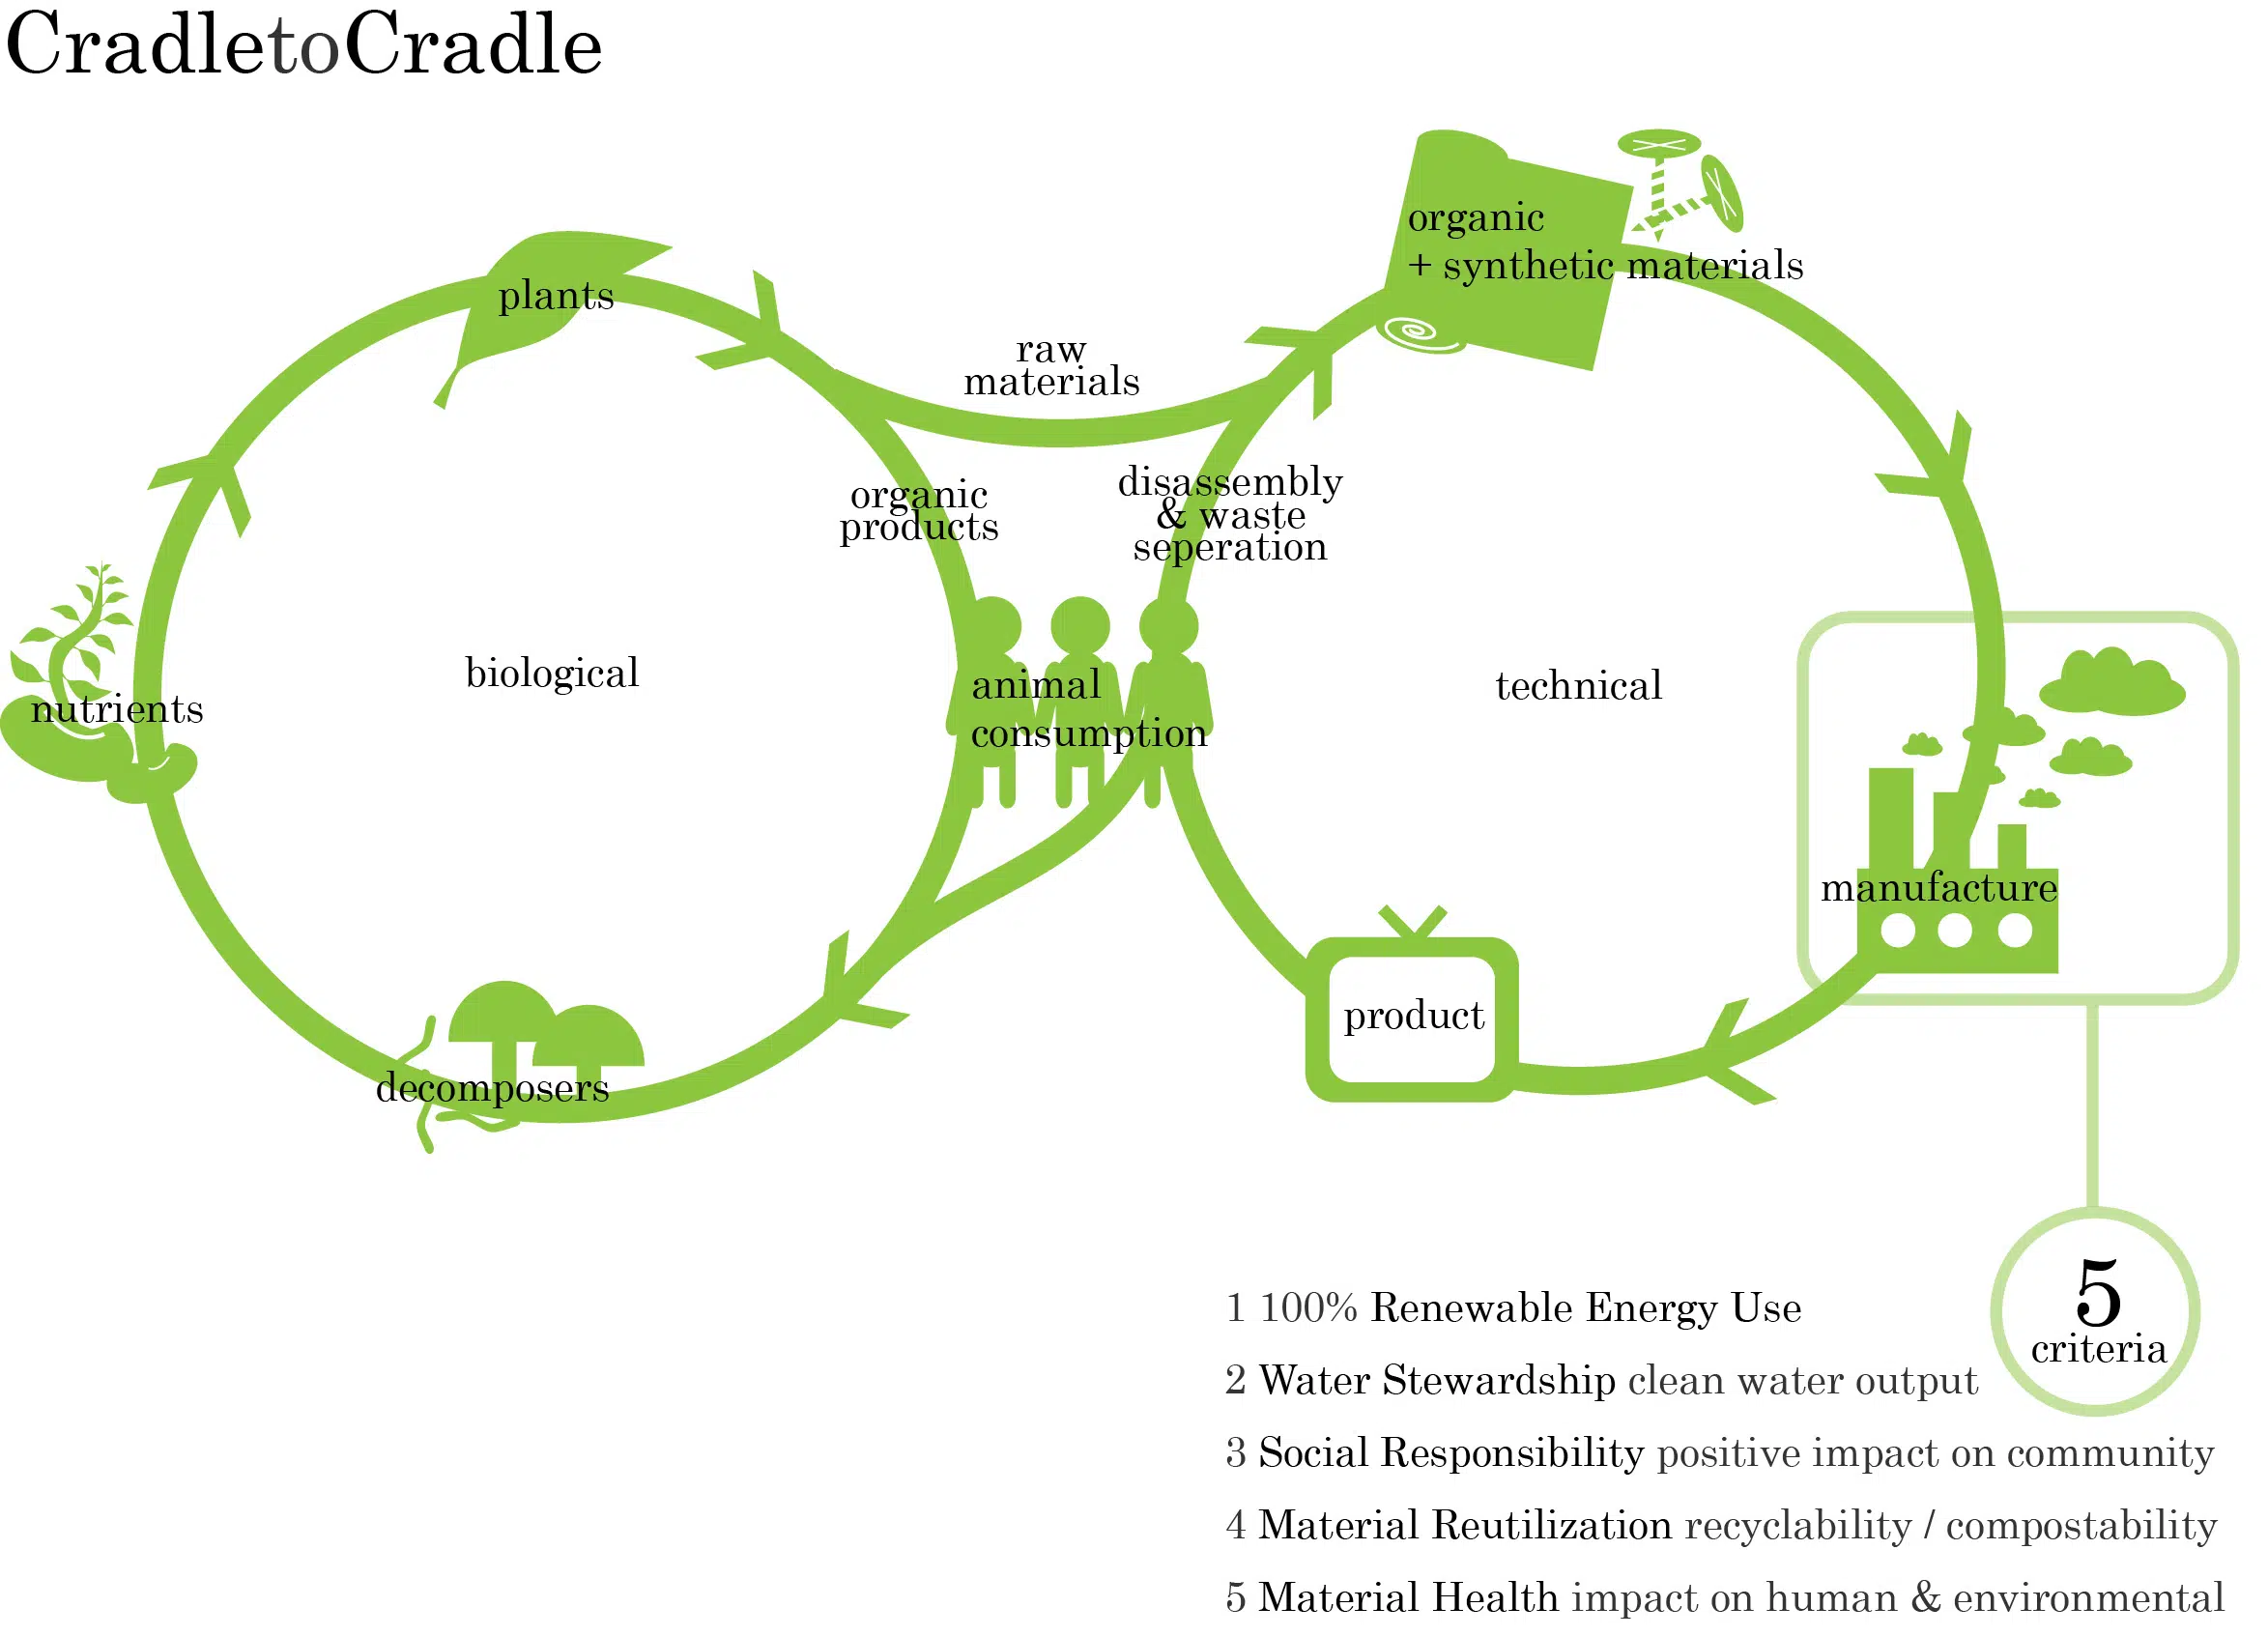 CradletoCradle
organic
+ synthetic materials
plants
raw
materials
organic
products
disassembly
& waste
seperation
biological
technical
nutrients
animal
consumption
manufacture
product
decomposers
5
criteria
1 100% Renewable Energy Use
2 Water Stewardship clean water output
3 Social Responsibility positive impact on community
4 Material Reutilization recyclability / compostability
5 Material Health impact on human & environmental